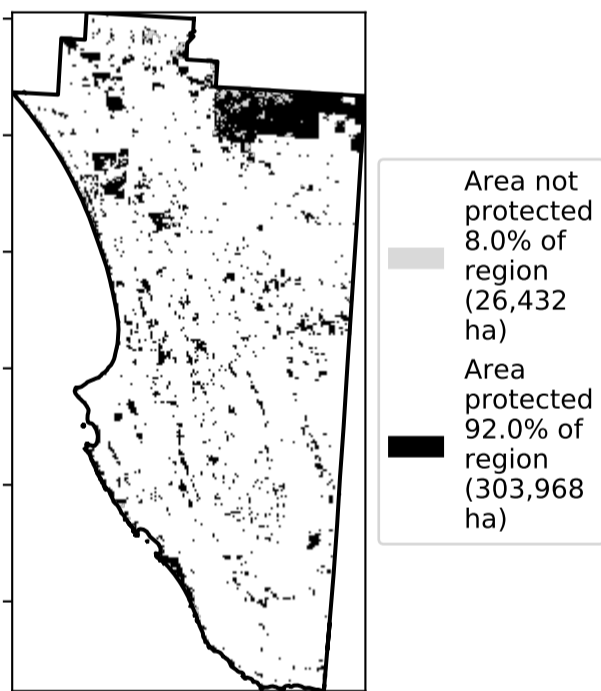 Area not
protected
8.0% of
region
(26,432
ha)
Area
protected
92.0% of
region
(303,968
ha)